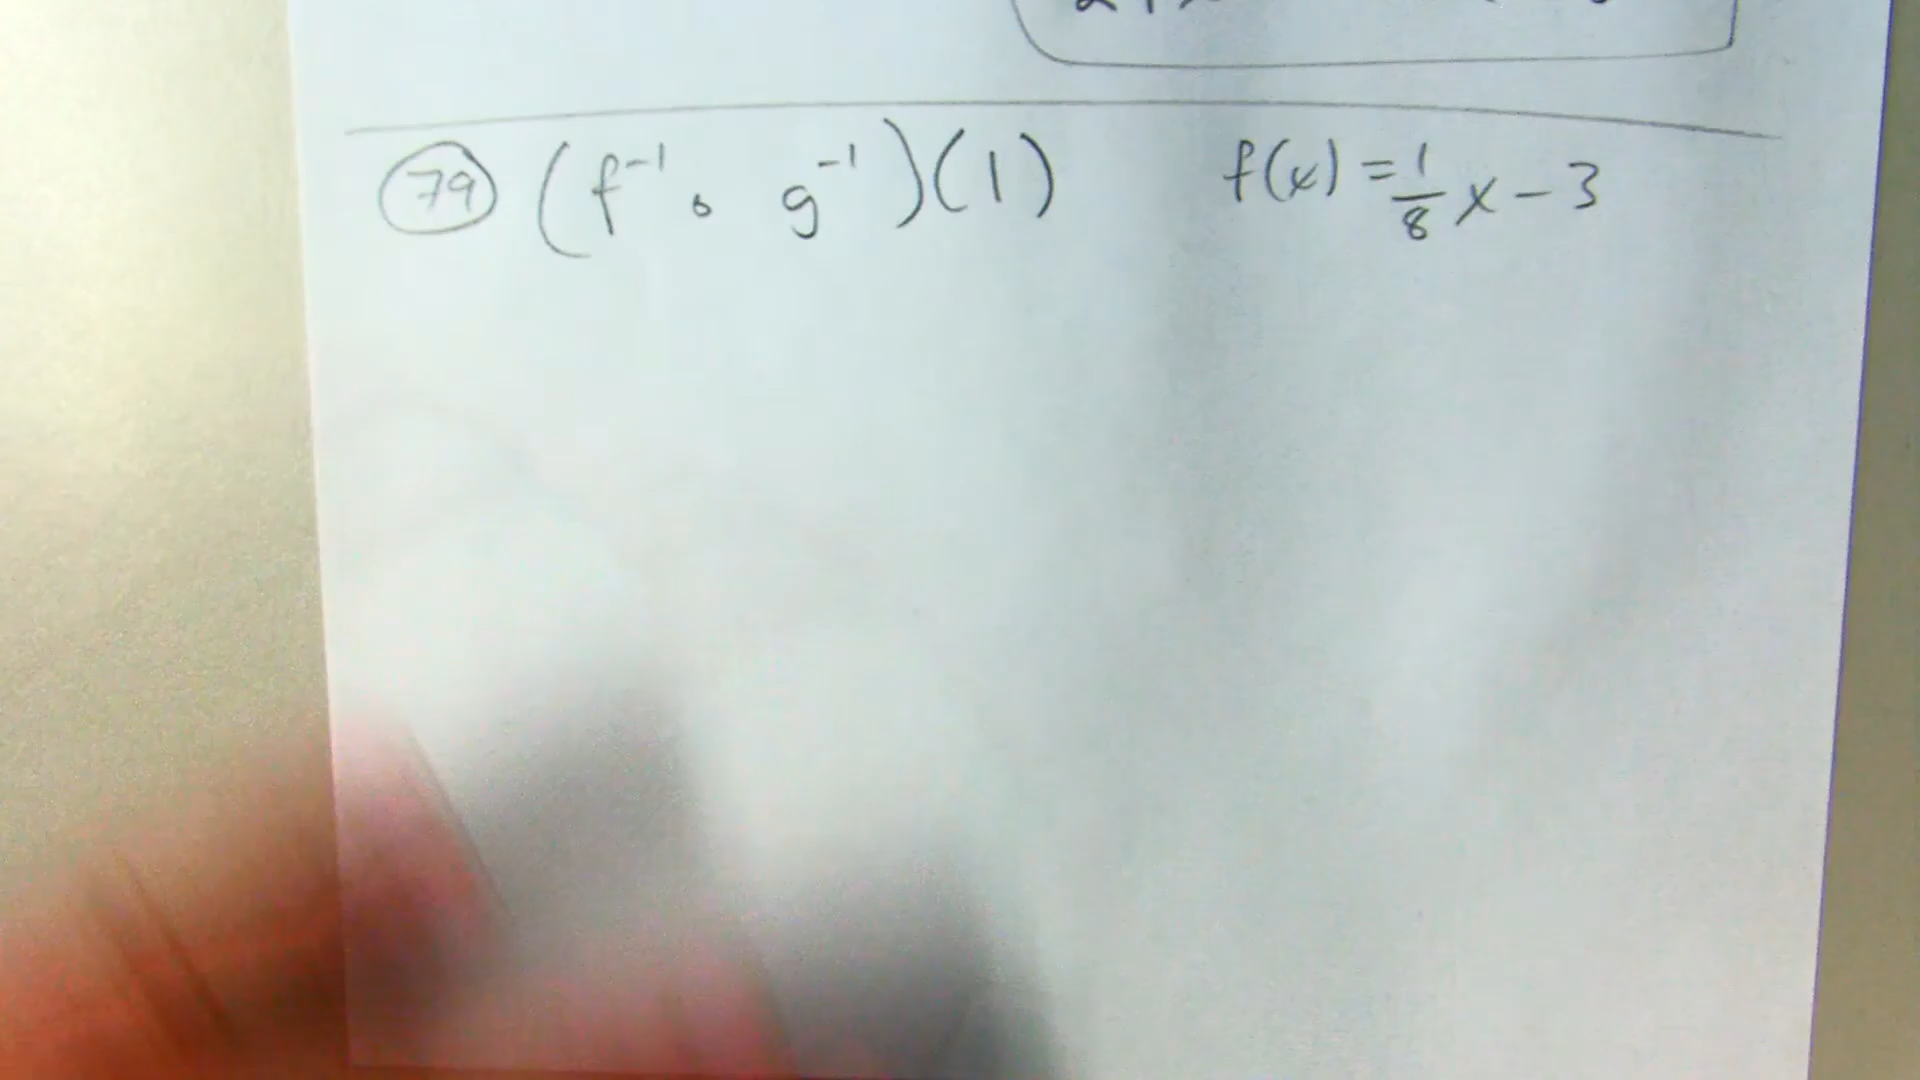 79 (f⁻¹ ∘ g⁻¹)(1) f(x) = 1/8 x - 3